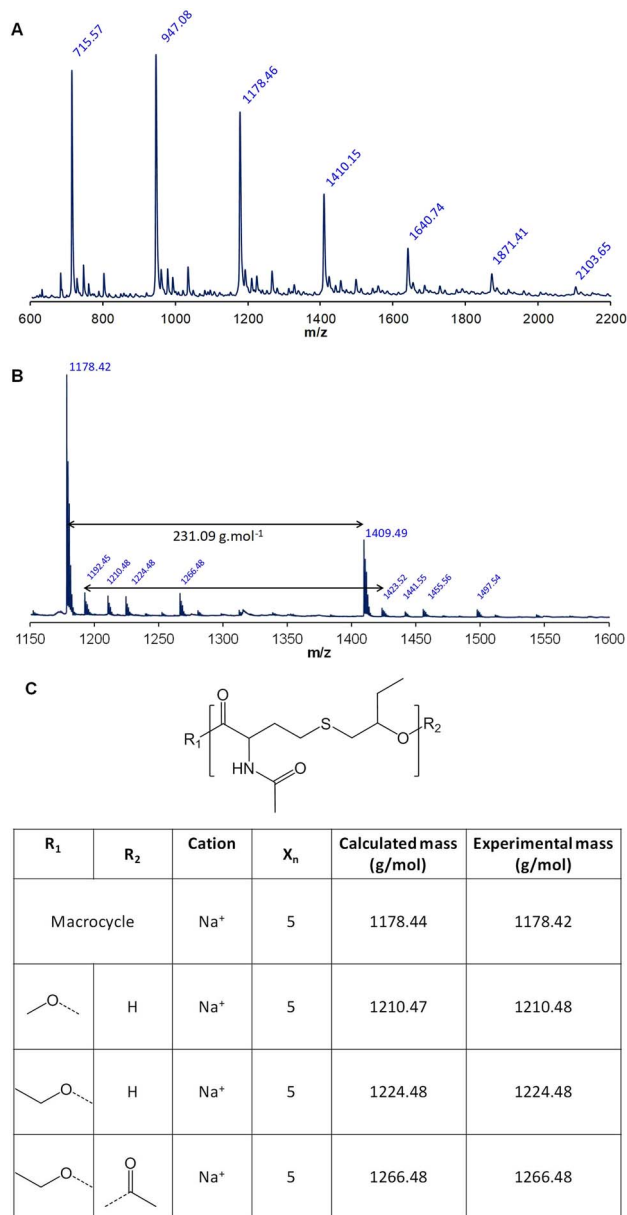 A
715.57
947.08
1178.46
1410.15
1640.74
1871.41
2103.65
600 800 1000 1200 1400 1600 1800 2000 2200
m/z
B
1178.42
231.09 g.mol-1
1409.49
1192.45
1210.48
1224.48
1266.48
1423.52
1441.55
1455.56
1497.54
1150 1200 1250 1300 1350 1400 1450 1500 1550 1600
m/z
C
O
S
R1
O
R2
HN
O
R1 R2 Cation Xn Calculated mass (g/mol) Experimental mass (g/mol)
Macrocycle Na+ 5 1178.44 1178.42
O H Na+ 5 1210.47 1210.48
O H Na+ 5 1224.48 1224.48
O O Na+ 5 1266.48 1266.48